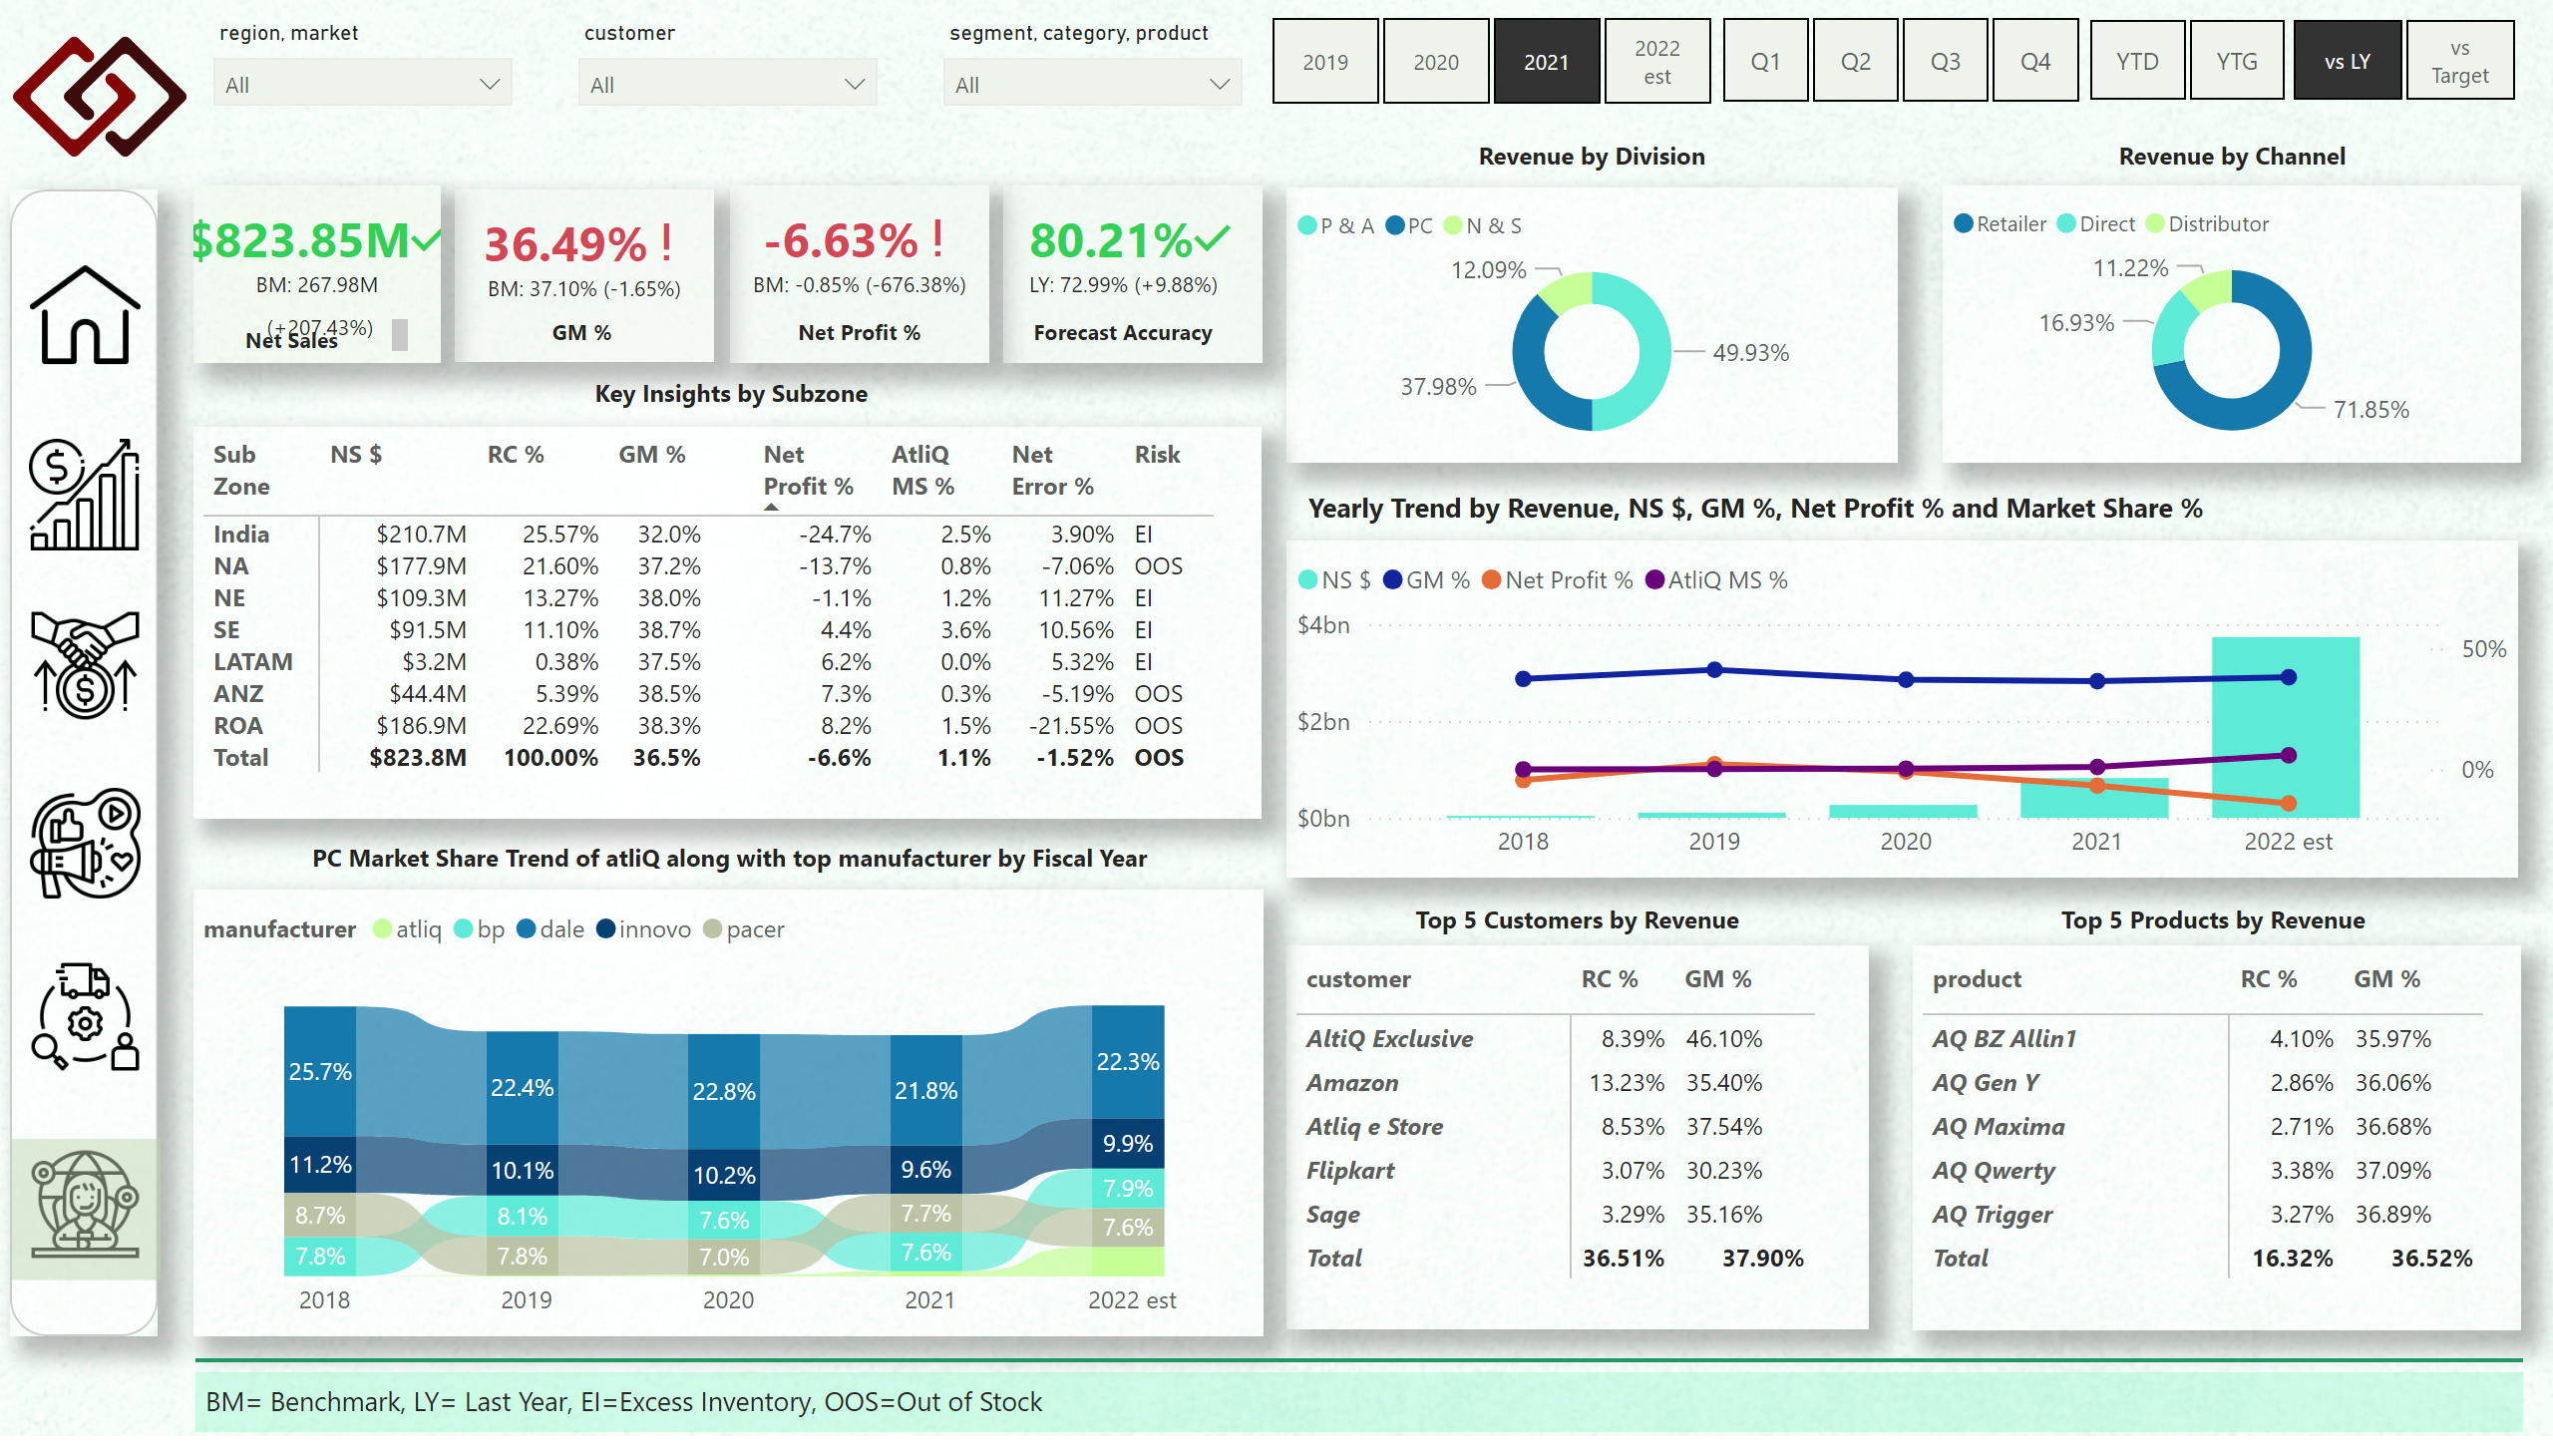 region, market
All
customer
All
segment, category, product
All
2019
2020
2021
2022
est
Q1
Q2
Q3
Q4
YTD
YTG
vs LY
vs
Target
$823.85M
BM: 267.98M
(+207.43%)
Net Sales
36.49% !
BM: 37.10% (-1.65%)
GM %
-6.63% !
BM: -0.85% (-676.38%)
Net Profit %
80.21%
LY: 72.99% (+9.88%)
Forecast Accuracy
Revenue by Division
P & A PC N & S
12.09%
37.98%
49.93%
Revenue by Channel
Retailer Direct Distributor
11.22%
16.93%
71.85%
Key Insights by Subzone
Sub Zone NS $ RC % GM % Net Profit % AtliQ MS % Net Error % Risk
India $210.7M 25.57% 32.0% -24.7% 2.5% 3.90% EI
NA $177.9M 21.60% 37.2% -13.7% 0.8% -7.06% OOS
NE $109.3M 13.27% 38.0% -1.1% 1.2% 11.27% EI
SE $91.5M 11.10% 38.7% 4.4% 3.6% 10.56% EI
LATAM $3.2M 0.38% 37.5% 6.2% 0.0% 5.32% EI
ANZ $44.4M 5.39% 38.5% 7.3% 0.3% -5.19% OOS
ROA $186.9M 22.69% 38.3% 8.2% 1.5% -21.55% OOS
Total $823.8M 100.00% 36.5% -6.6% 1.1% -1.52% OOS
Yearly Trend by Revenue, NS $, GM %, Net Profit % and Market Share %
NS $ GM % Net Profit % AtliQ MS %
$4bn
$2bn
$0bn
50%
0%
2018 2019 2020 2021 2022 est
PC Market Share Trend of atliQ along with top manufacturer by Fiscal Year
manufacturer atliq bp dale innovo pacer
25.7% 22.4% 22.8% 21.8% 22.3%
11.2% 10.1% 10.2% 9.6% 9.9%
8.7% 8.1% 7.6% 7.7% 7.9%
7.8% 7.8% 7.0% 7.6% 7.6%
2018 2019 2020 2021 2022 est
Top 5 Customers by Revenue
customer RC % GM %
AltiQ Exclusive 8.39% 46.10%
Amazon 13.23% 35.40%
Atliq e Store 8.53% 37.54%
Flipkart 3.07% 30.23%
Sage 3.29% 35.16%
Total 36.51% 37.90%
Top 5 Products by Revenue
product RC % GM %
AQ BZ Allin1 4.10% 35.97%
AQ Gen Y 2.86% 36.06%
AQ Maxima 2.71% 36.68%
AQ Qwerty 3.38% 37.09%
AQ Trigger 3.27% 36.89%
Total 16.32% 36.52%
BM= Benchmark, LY= Last Year, EI=Excess Inventory, OOS=Out of Stock